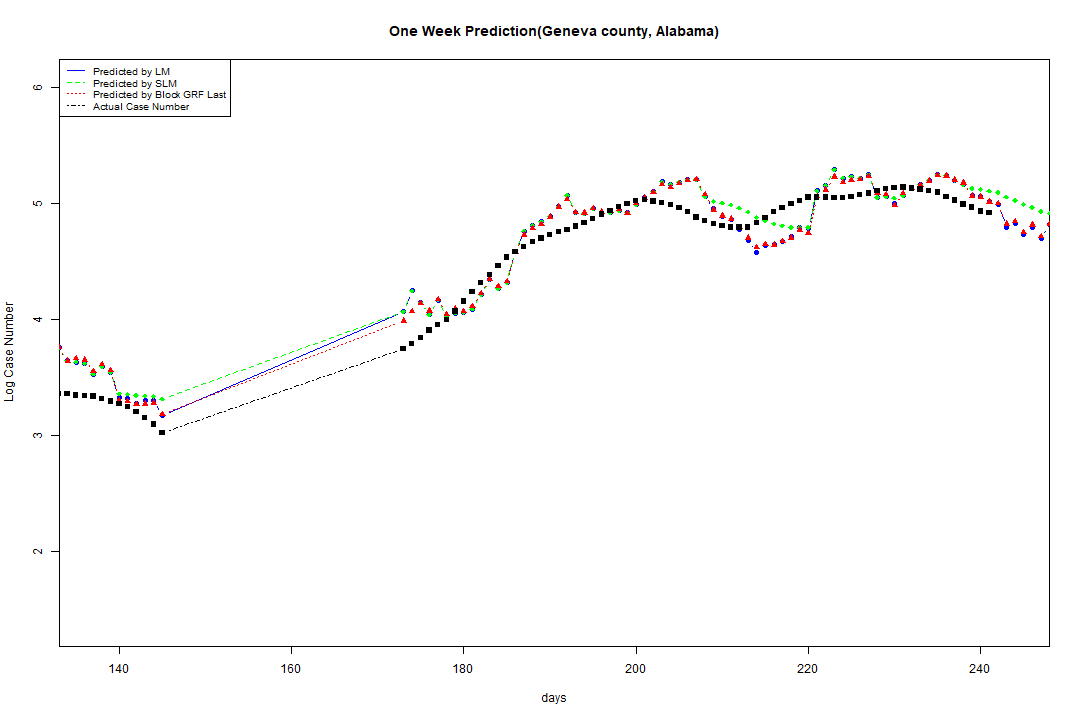 One Week Prediction(Geneva county, Alabama)
Predicted by LM
Predicted by SLM
Predicted by Block GRF Last
Actual Case Number
6
5
4
3
2
Log Case Number
140 160 180 200 220 240
days